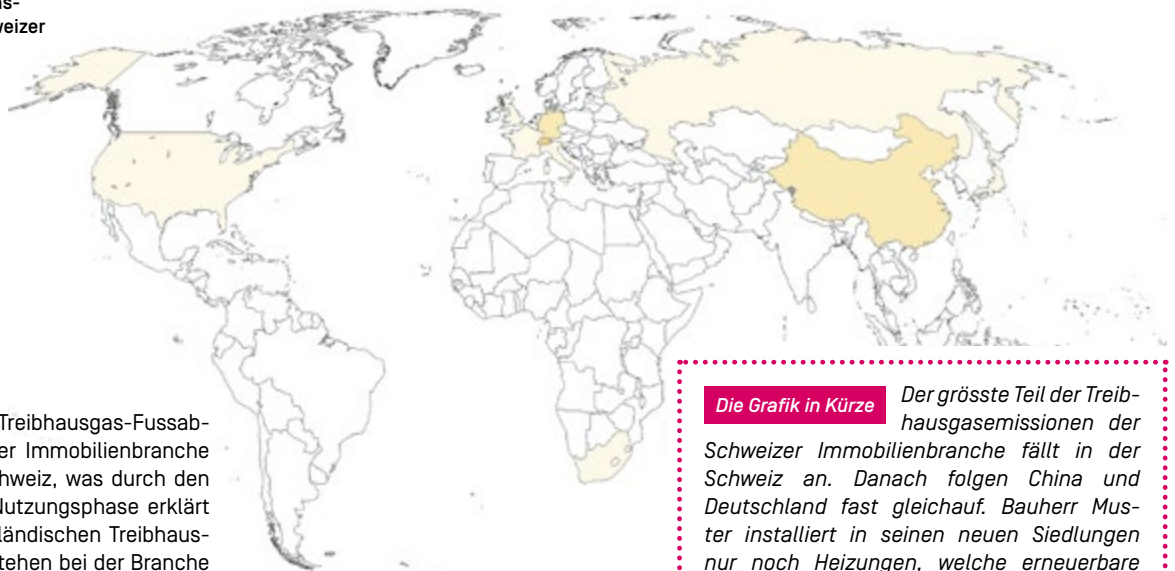 weizer
Treibhausgas-Fussab-
er Immobilienbranche
hweiz, was durch den
Nutzungsphase erklärt
ländischen Treibhaus-
tehen bei der Branche
Die Grafik in Kürze Der grösste Teil der Treib-
hausgasemissionen der
Schweizer Immobilienbranche fällt in der
Schweiz an. Danach folgen China und
Deutschland fast gleichauf. Bauherr Mus-
ter installiert in seinen neuen Siedlungen
nur noch Heizungen, welche erneuerbare